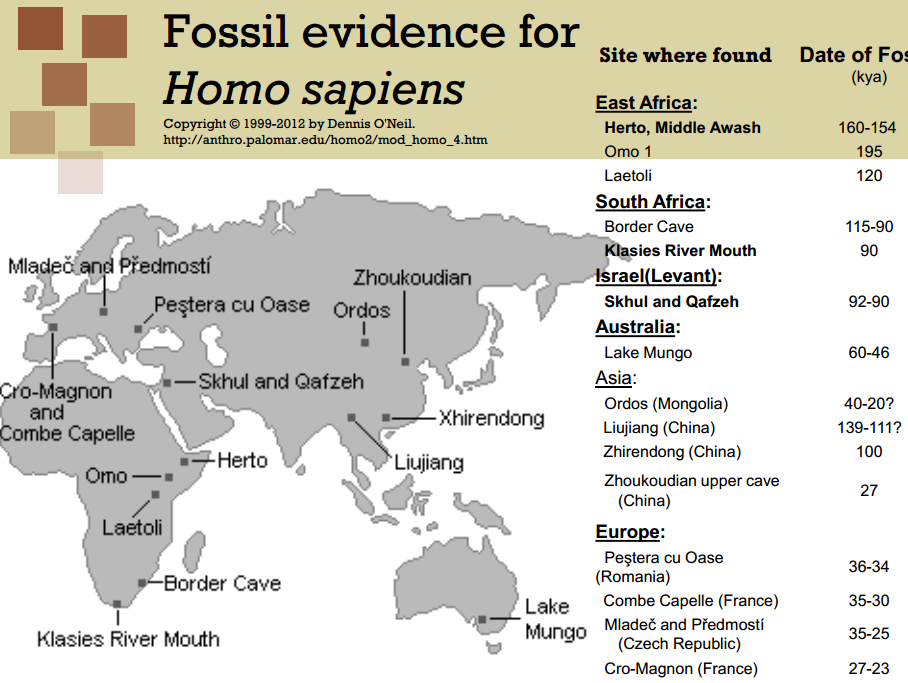 Fossil evidence for
Homo sapiens
Copyright © 1999-2012 by Dennis O'Neil.
http://anthro.palomar.edu/homo2/mod_homo_4.htm
Mladeč and Předmostí
Peştera cu Oase
Zhoukoudian
Ordos
Cro-Magnon
and
Combe Capelle
Skhul and Qafzeh
Xhirendong
Liujiang
Herto
Omo
Laetoli
Border Cave
Klasies River Mouth
Lake
Mungo
Site where found Date of Fos
(kya)
East Africa:
Herto, Middle Awash 160-154
Omo 1 195
Laetoli 120
South Africa:
Border Cave 115-90
Klasies River Mouth 90
Israel(Levant):
Skhul and Qafzeh 92-90
Australia:
Lake Mungo 60-46
Asia:
Ordos (Mongolia) 40-20?
Liujiang (China) 139-111?
Zhirendong (China) 100
Zhoukoudian upper cave
(China) 27
Europe:
Peştera cu Oase
(Romania) 36-34
Combe Capelle (France) 35-30
Mladeč and Předmostí
(Czech Republic) 35-25
Cro-Magnon (France) 27-23